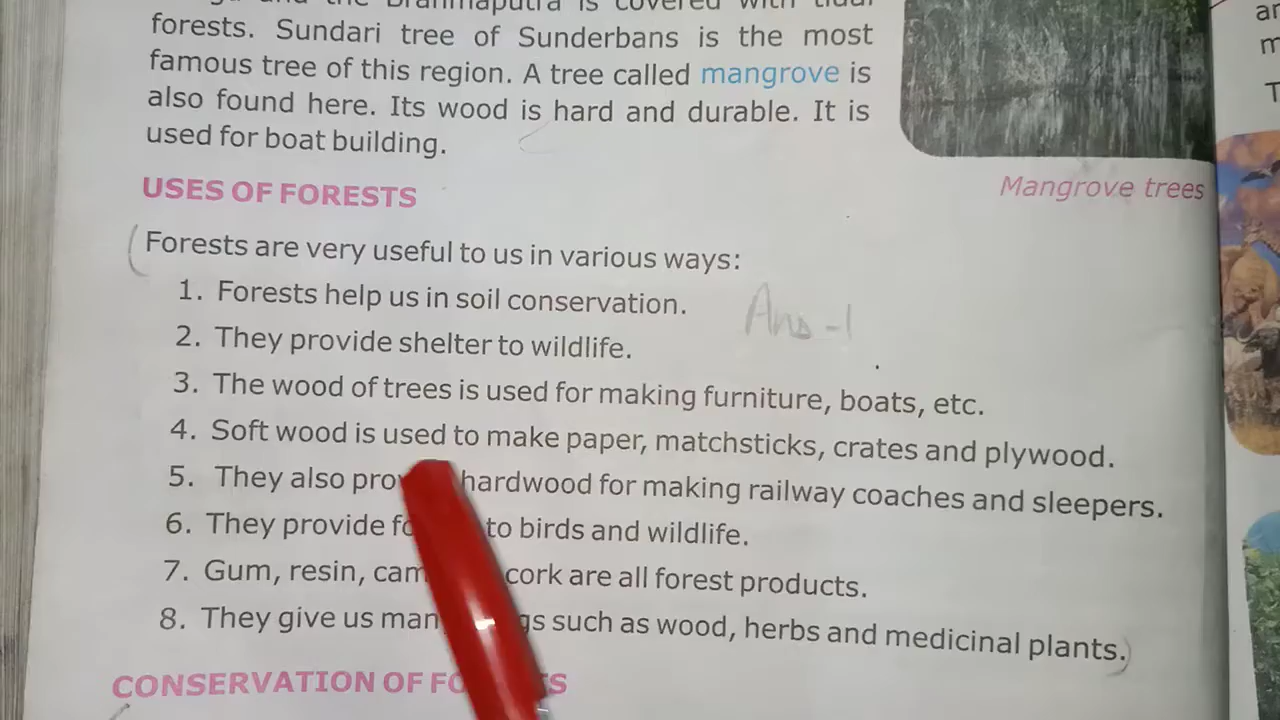 Brahmaputra is covered with tidal
forests. Sundari tree of Sunderbans is the most
famous tree of this region. A tree called mangrove is
also found here. Its wood is hard and durable. It is
used for boat building.
Mangrove trees
USES OF FORESTS
Forests are very useful to us in various ways:
Ans-1
1. Forests help us in soil conservation.
2. They provide shelter to wildlife.
3. The wood of trees is used for making furniture, boats, etc.
4. Soft wood is used to make paper, matchsticks, crates and plywood.
5. They also hardwood for making railway coaches and sleepers.
6. They provide to birds and wildlife.
7. Gum, resin, cork are all forest products.
8. They give us such as wood, herbs and medicinal plants.
CONSERVATION OF